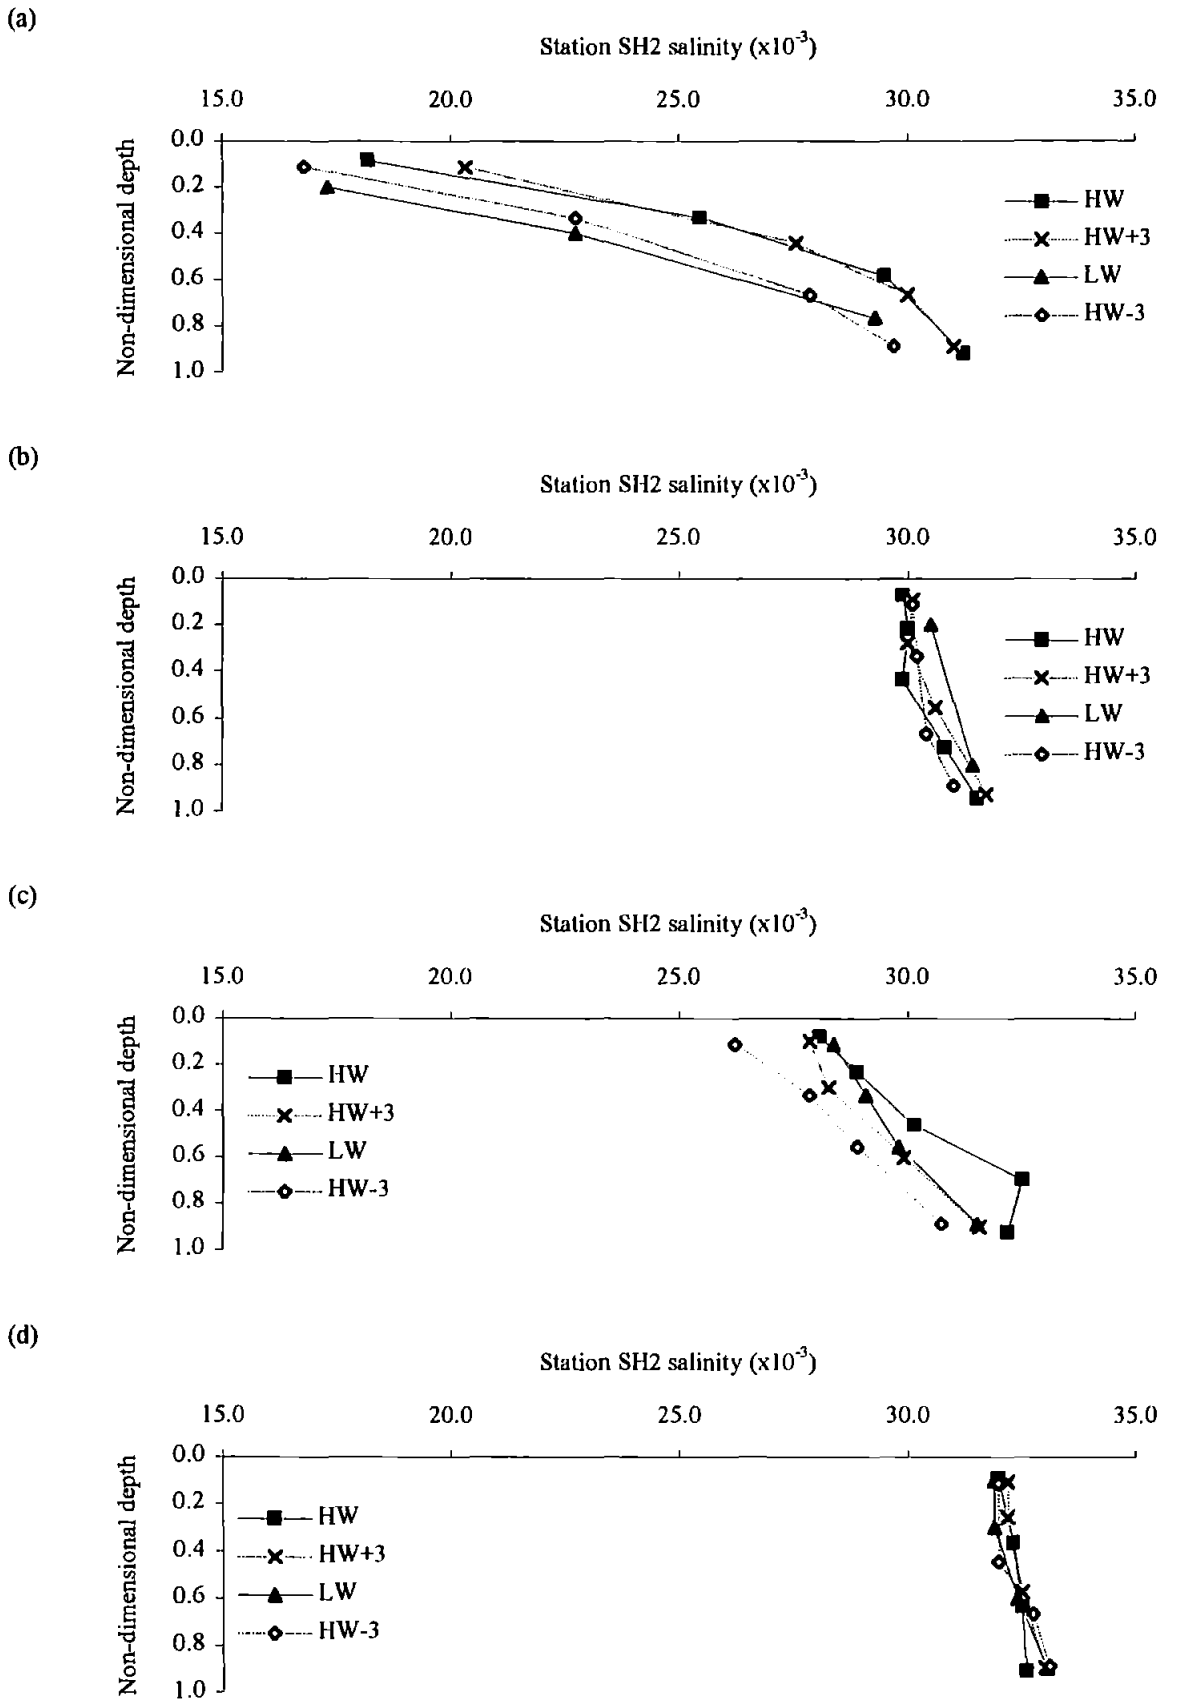 (a)
Station SH2 salinity (x10⁻³)
15.0 20.0 25.0 30.0 35.0
Non-dimensional depth
0.0
0.2
0.4
0.6
0.8
1.0
HW
HW+3
LW
HW-3
(b)
Station SH2 salinity (x10⁻³)
15.0 20.0 25.0 30.0 35.0
Non-dimensional depth
0.0
0.2
0.4
0.6
0.8
1.0
HW
HW+3
LW
HW-3
(c)
Station SH2 salinity (x10⁻³)
15.0 20.0 25.0 30.0 35.0
Non-dimensional depth
0.0
0.2
0.4
0.6
0.8
1.0
HW
HW+3
LW
HW-3
(d)
Station SH2 salinity (x10⁻³)
15.0 20.0 25.0 30.0 35.0
Non-dimensional depth
0.0
0.2
0.4
0.6
0.8
1.0
HW
HW+3
LW
HW-3